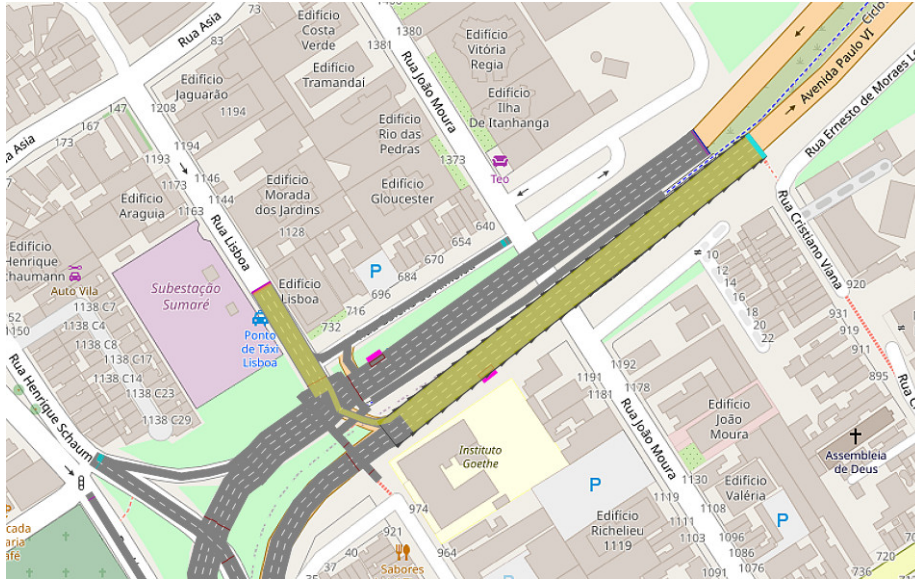 Rua Asia
83
Edifício
Costa
Verde
1380
1381
Edifício
Vitória
Regia
Ciclo
Avenida Paulo VI
Rua João Moura
Edifício
Jaguarão
1194
Edifício
Tramandaí
Edifício
Ilha
De Itanhanga
Rua Ernesto de Moraes Le
147
1208
167
173
Rua Asia
Edifício
Rio das
Pedras
1373
Teo
1193
1146
1173
1144
1163
Edifício
Araguia
Edifício
Morada
dos Jardins
1128
Edifício
Gloucester
Rua Cristiano Viana
Rua Lisboa
640
654
670
684
696
716
732
P
Edifício
Henrique
Schaumann
Auto Vila
1138 C7
1138 C4
1138 C8
1138 C17
1138 C14
1138 C23
1138 C29
52
1150
Subestação
Sumaré
Edifício
Lisboa
Ponto
de Táxi
Lisboa
10
12
14
16
18
20
22
920
931
919
911
895
Rua C
Rua Henrique Schaum
1192
1178
1191
1181
Rua João Moura
Edifício
João
Moura
Assembleia
de Deus
Instituto
Goethe
P
1130
1119
1111
1103
1091
1108
1096
1086
1076
Edifício
Valéria
P
Edifício
Richelieu
1119
974
921
964
37
40
35
Sabores
P
736
720